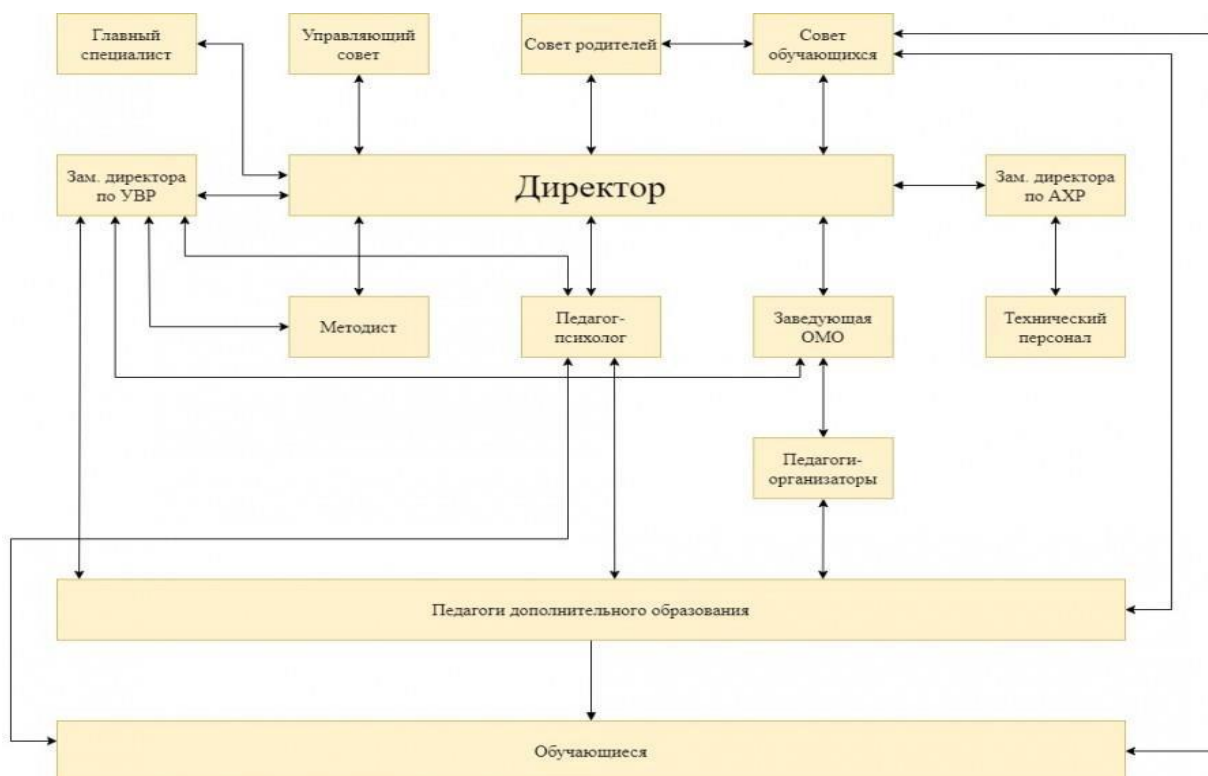 Главный
специалист
Управляющий
совет
Совет родителей
Совет
обучающихся
Зам. директора
по УВР
Директор
Зам. директора
по АХР
Методист
Педагог-
психолог
Заведующая
ОМО
Технический
персонал
Педагоги-
организаторы
Педагоги дополнительного образования
Обучающиеся